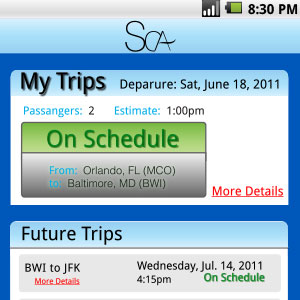 8:30 PM
SCA
My Trips Deparure: Sat, June 18, 2011
Passangers: 2 Estimate: 1:00pm
On Schedule
From: Orlando, FL (MCO)
to: Baltimore, MD (BWI)
More Details
Future Trips
BWI to JFK Wednesday, Jul. 14, 2011
More Details 4:15pm On Schedule